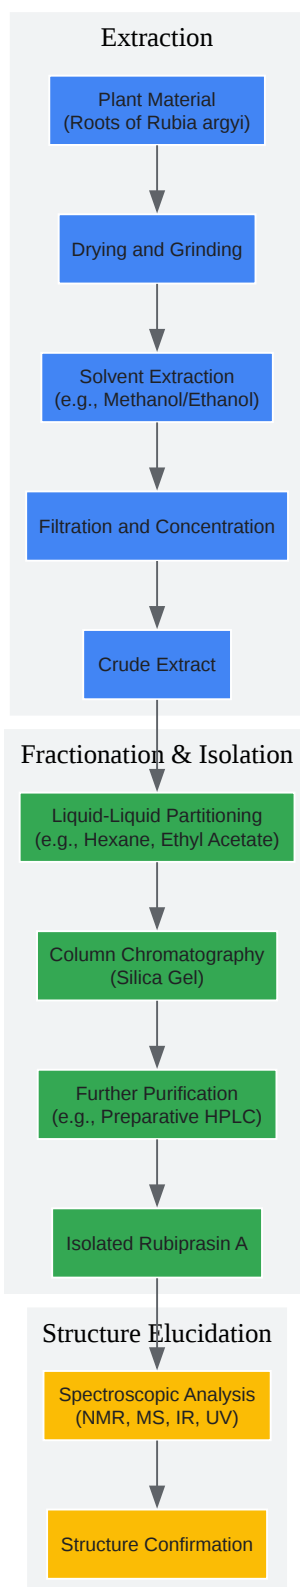 Extraction
Plant Material
(Roots of Rubia argyi)
Drying and Grinding
Solvent Extraction
(e.g., Methanol/Ethanol)
Filtration and Concentration
Crude Extract
Fractionation & Isolation
Liquid-Liquid Partitioning
(e.g., Hexane, Ethyl Acetate)
Column Chromatography
(Silica Gel)
Further Purification
(e.g., Preparative HPLC)
Isolated Rubiprasin A
Structure Elucidation
Spectroscopic Analysis
(NMR, MS, IR, UV)
Structure Confirmation